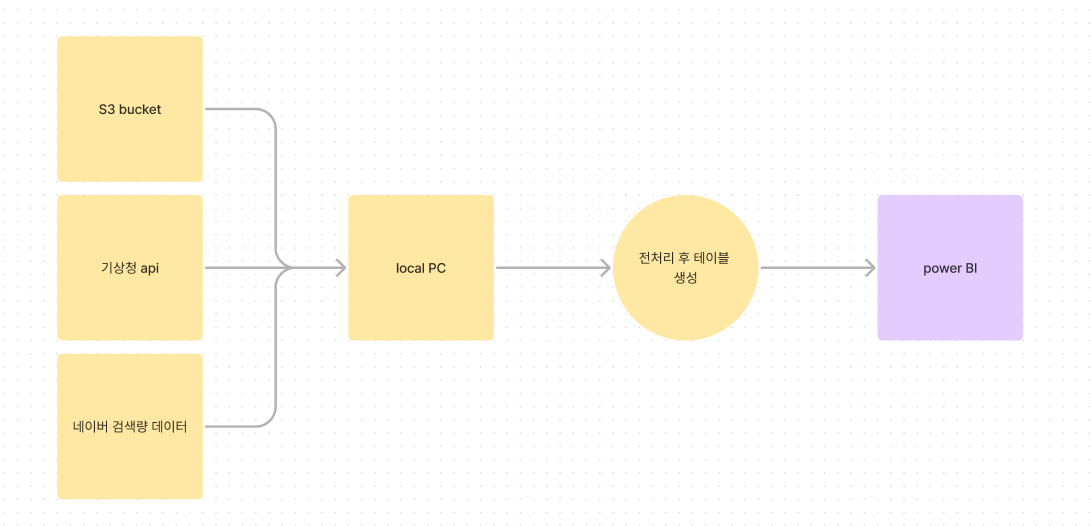 S3 bucket
기상청 api
네이버 검색량 데이터
local PC
전처리 후 테이블
생성
power BI